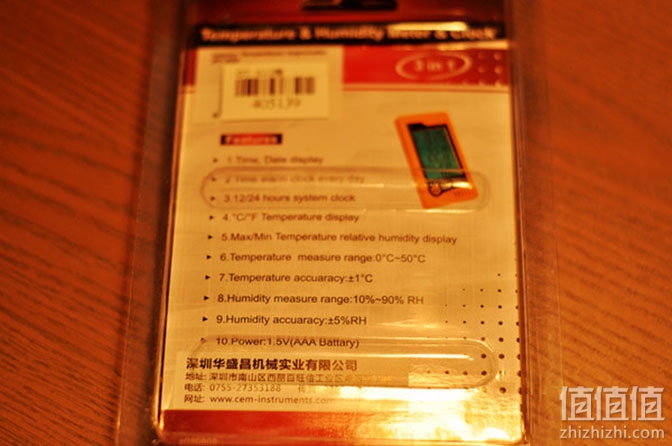 Temperature & Humidity Meter & Clock
3 in 1
405139
Features
1.Time, Date display
2.Time warm clock every day
3.12/24 hours system clock
4.°C/°F Temperature display
5.Max/Min Temperature relative humidity display
6.Temperature measure range:0°C~50°C
7.Temperature accuaracy:±1°C
8.Humidity measure range:10%~90% RH
9.Humidity accuaracy:±5%RH
10.Power:1.5V(AAA Battary)
深圳华盛昌机械实业有限公司
地址:深圳市南山区西丽百旺信工业区
电话:0755-27353188
网址:www.cem-instruments.com
值值值
zhizhizhi.com